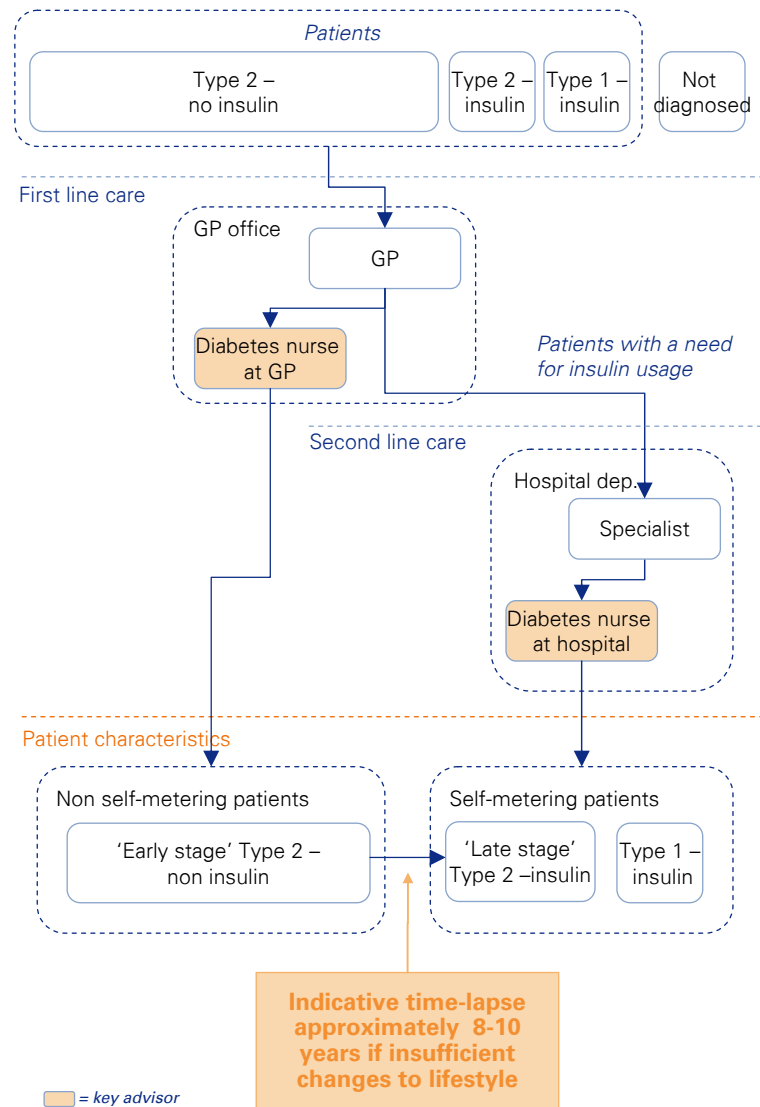 Patients
Type 2 –
no insulin
Type 2 –
insulin
Type 1 –
insulin
Not
diagnosed
First line care
GP office
GP
Diabetes nurse
at GP
Patients with a need
for insulin usage
Second line care
Hospital dep.
Specialist
Diabetes nurse
at hospital
Patient characteristics
Non self-metering patients
'Early stage' Type 2 –
non insulin
Self-metering patients
'Late stage'
Type 2 –insulin
Type 1 –
insulin
Indicative time-lapse
approximately 8-10
years if insufficient
changes to lifestyle
= key advisor